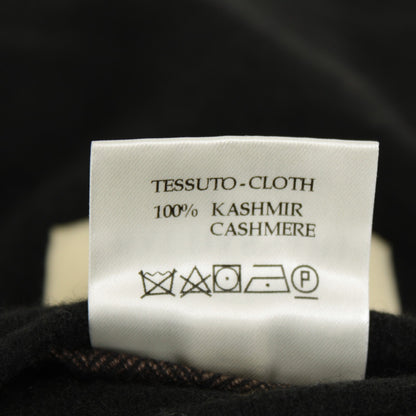 TESSUTO-CLOTH
100% KASHMIR
CASHMERE
P